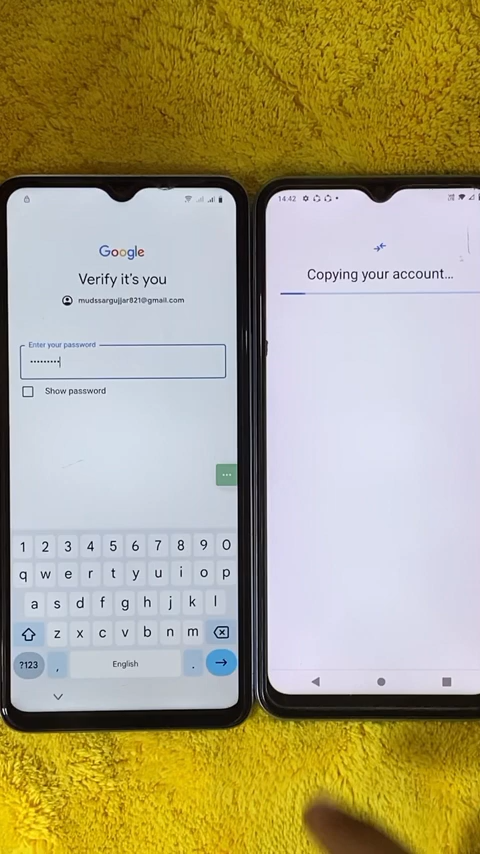 Google
Verify it's you
mudssargujjar821@gmail.com
Enter your password
•••••••••
Show password
1 2 3 4 5 6 7 8 9 0
q w e r t y u i o p
a s d f g h j k l
z x c v b n m
?123 , English .
14:42
Copying your account…